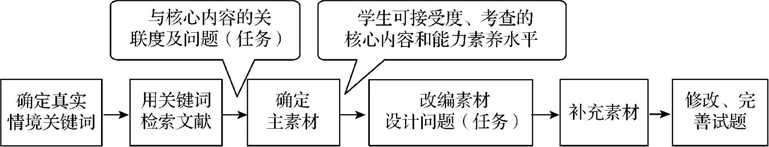 与核心内容的关
联度及问题（任务）
学生可接受度、考查的
核心内容和能力素养水平
确定真实
情境关键词
用关键词
检索文献
确定
主素材
改编素材
设计问题（任务）
补充素材
修改、完
善试题